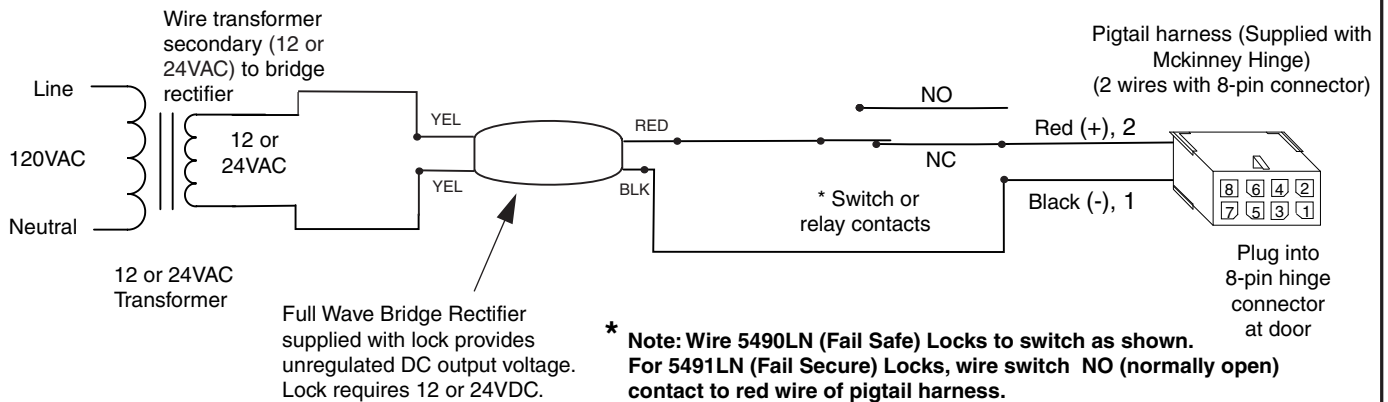 Wire transformer
secondary (12 or
24VAC) to bridge
rectifier
Line
120VAC
Neutral
12 or
24VAC
12 or 24VAC
Transformer
YEL
YEL
RED
BLK
Full Wave Bridge Rectifier
supplied with lock provides
unregulated DC output voltage.
Lock requires 12 or 24VDC.
NO
NC
* Switch or
relay contacts
Pigtail harness (Supplied with
Mckinney Hinge)
(2 wires with 8-pin connector)
Red (+), 2
Black (-), 1
8 6 4 2
7 5 3 1
Plug into
8-pin hinge
connector
at door
* Note: Wire 5490LN (Fail Safe) Locks to switch as shown.
For 5491LN (Fail Secure) Locks, wire switch NO (normally open)
contact to red wire of pigtail harness.